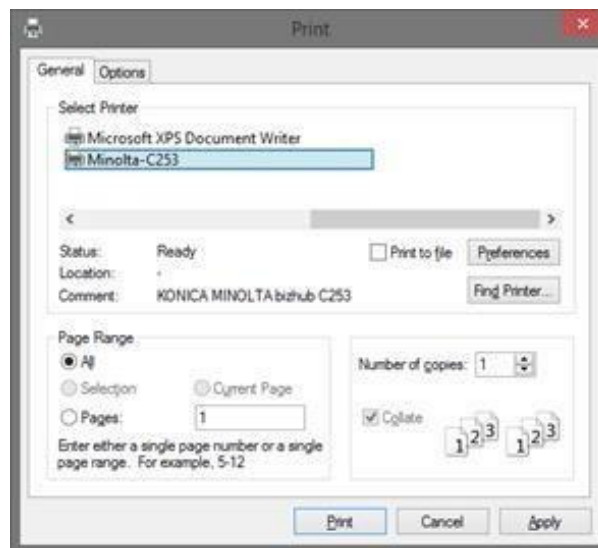 Print
General Options
Select Printer
Microsoft XPS Document Writer
Minolta-C253
Status: Ready
Print to file Preferences
Location: -
Comment: KONICA MINOLTA bizhub C253
Find Printer...
Page Range
All
Selection Current Page
Pages: 1
Enter either a single page number or a single
page range. For example, 5-12
Number of copies: 1
Collate
1 2 3 1 2 3
Print Cancel Apply